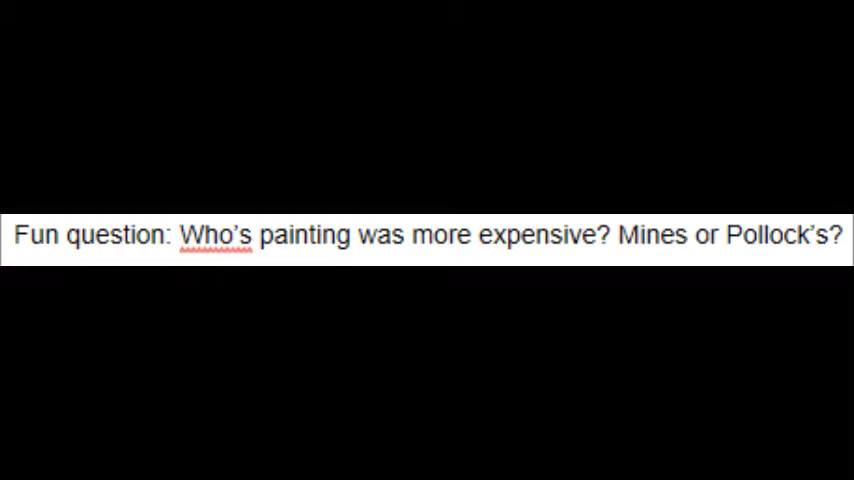 Fun question: Who’s painting was more expensive? Mines or Pollock’s?